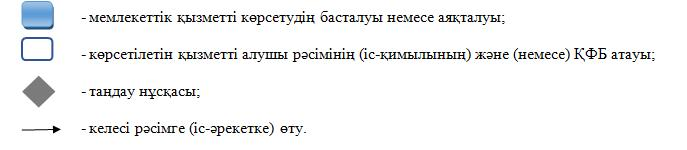 - мемлекеттік қызметті көрсетудің басталуы немесе аяқталуы;
- көрсетілетін қызметті алушы рәсімінің (іс-қимылының) және (немесе) ҚФБ атауы;
- таңдау нұсқасы;
- келесі рәсімге (іс-әрекетке) өту.